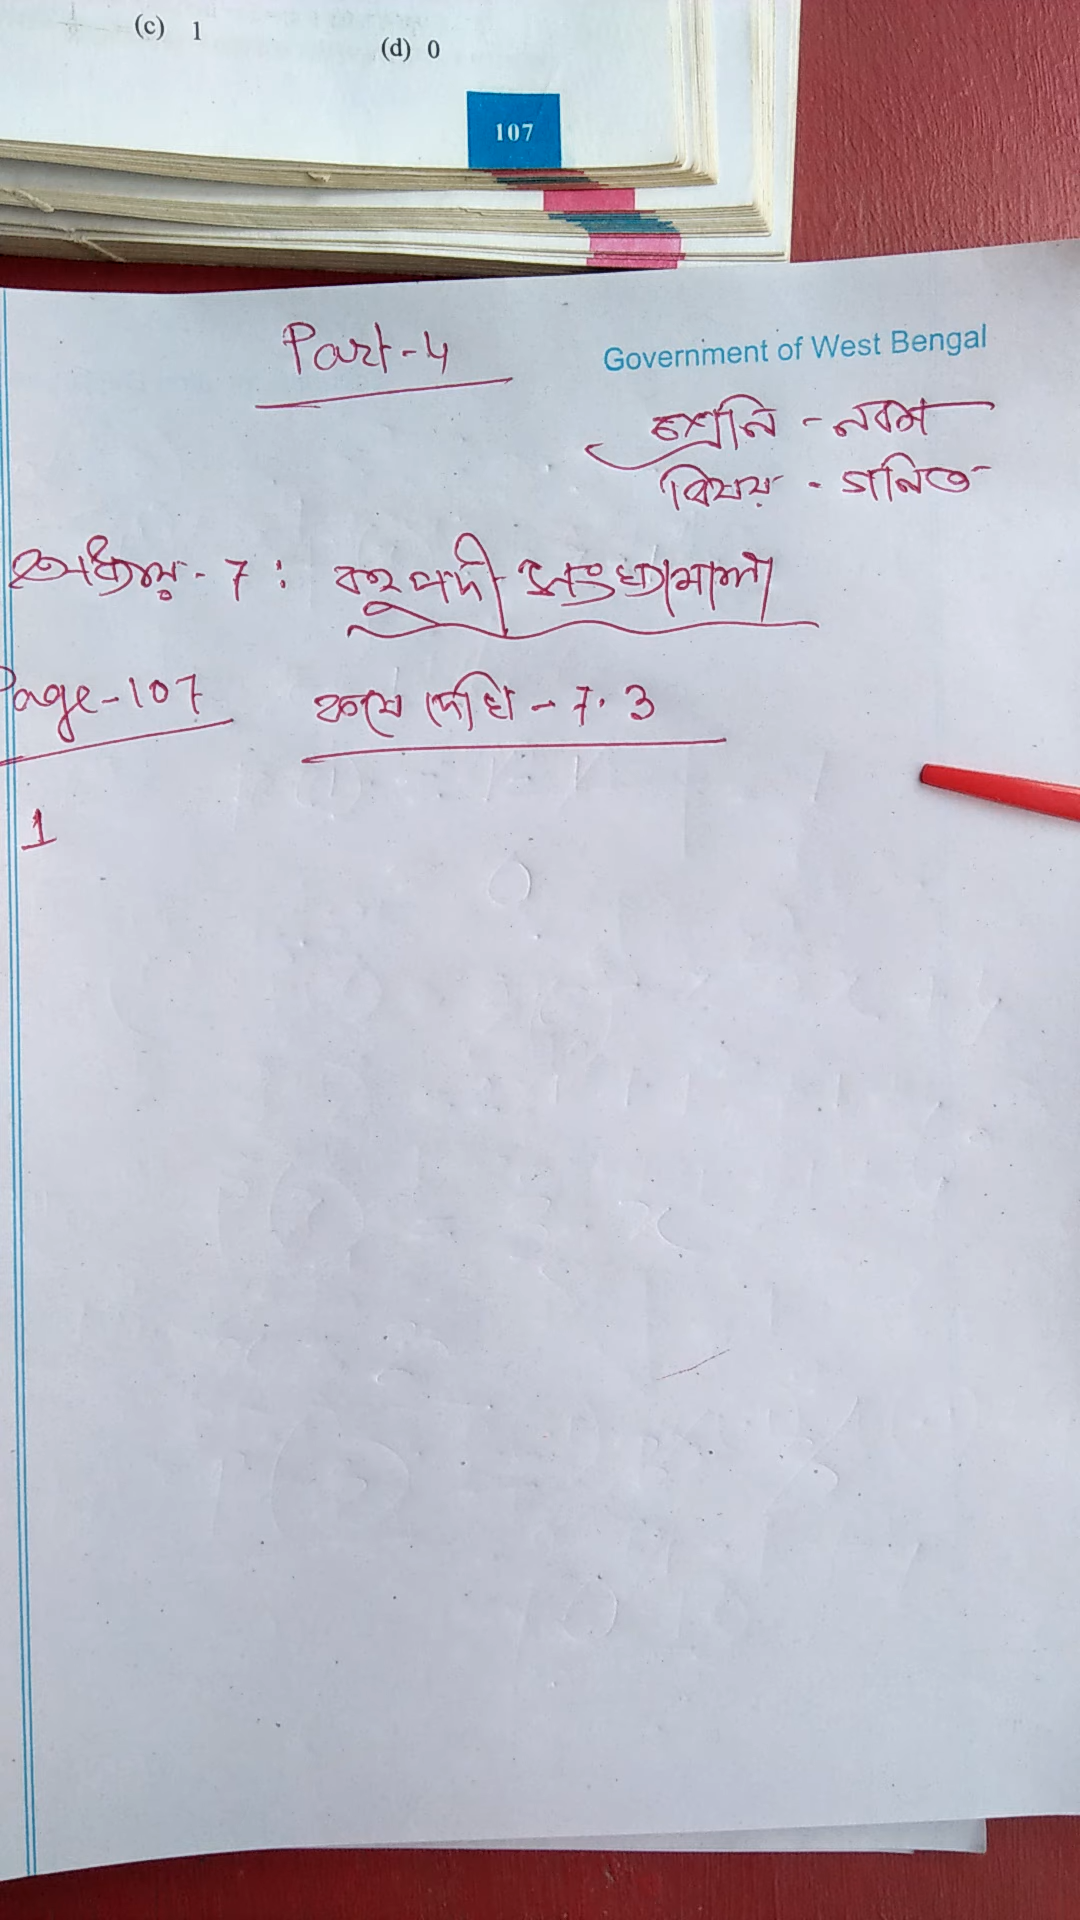 (c) 1
(d) 0
107
Part-4
Government of West Bengal
শ্রেনি - নবম
বিষয় - গনিত
অধ্যায় - 7 : বহুপদী সংখ্যামালা
Page-107 কষে দেখি - 7.3
1